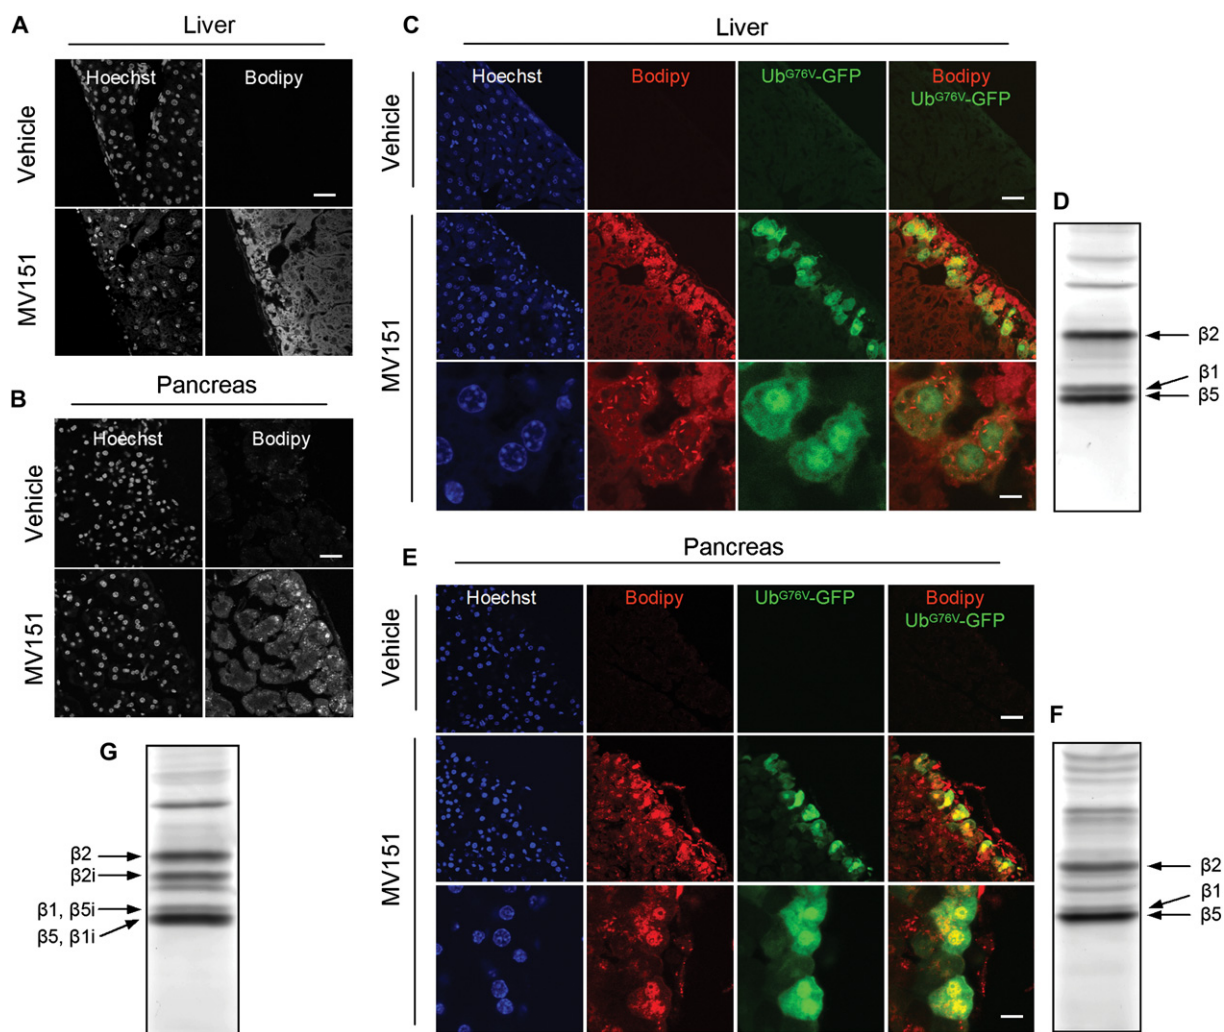 A
Liver
Hoechst
Bodipy
Vehicle
MV151
B
Pancreas
Hoechst
Bodipy
Vehicle
MV151
C
Liver
Hoechst
Bodipy
Ub^G76V-GFP
Bodipy
Ub^G76V-GFP
Vehicle
MV151
D
β2
β1
β5
E
Pancreas
Hoechst
Bodipy
Ub^G76V-GFP
Bodipy
Ub^G76V-GFP
Vehicle
MV151
F
β2
β1
β5
G
β2
β2i
β1, β5i
β5, β1i